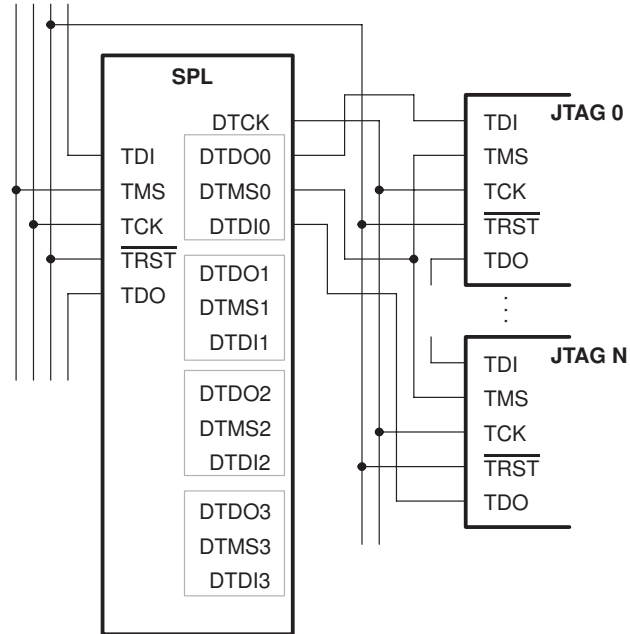 SPL
DTCK
TDI
TMS
TCK
TRST
TDO
DTDO0
DTMS0
DTDI0
DTDO1
DTMS1
DTDI1
DTDO2
DTMS2
DTDI2
DTDO3
DTMS3
DTDI3
JTAG 0
TDI
TMS
TCK
TRST
TDO
JTAG N
TDI
TMS
TCK
TRST
TDO